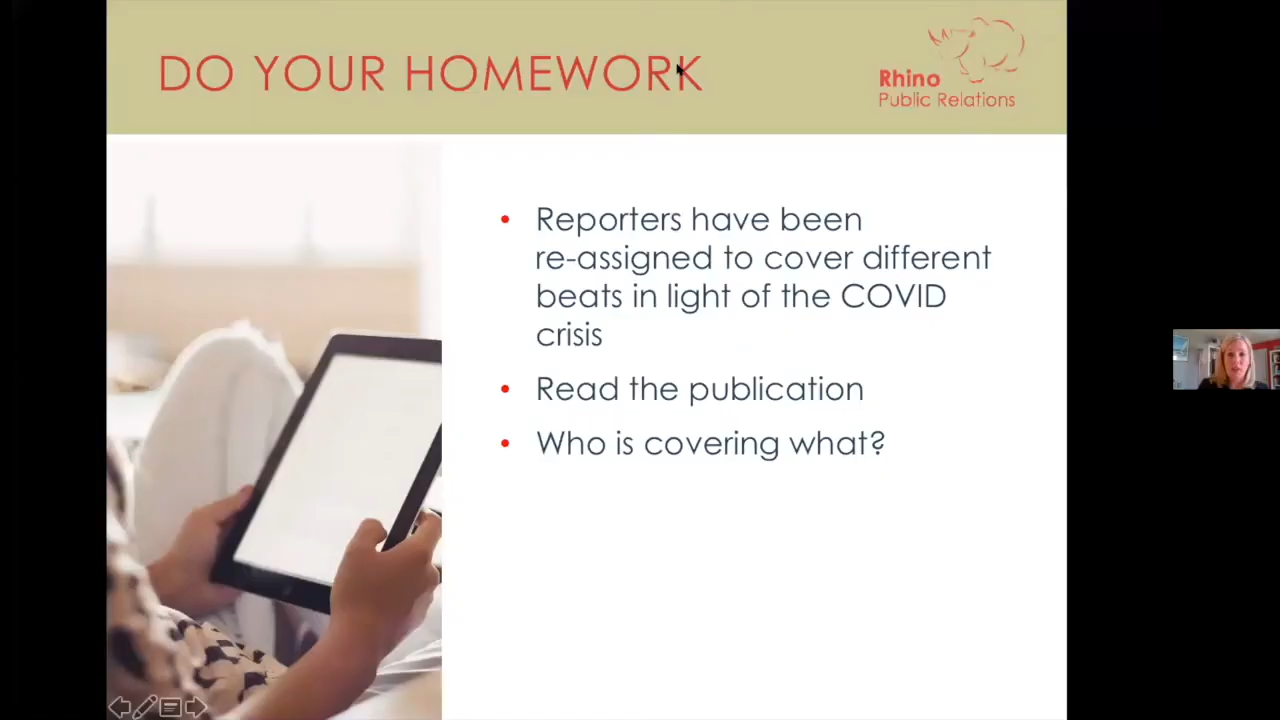 DO YOUR HOMEWORK
Rhino
Public Relations
• Reporters have been
re-assigned to cover different
beats in light of the COVID
crisis
• Read the publication
• Who is covering what?